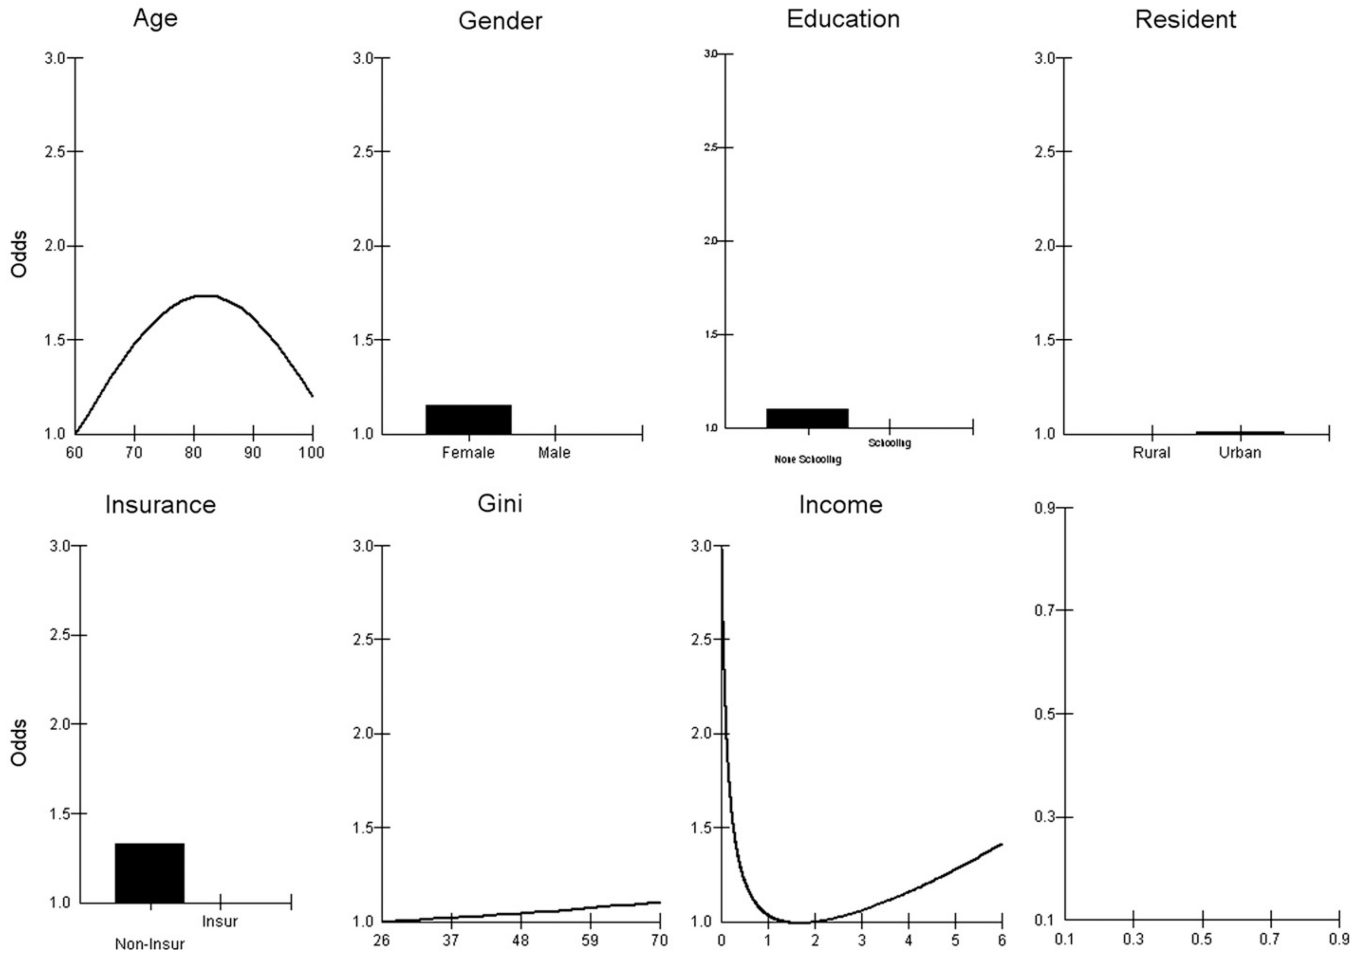 Age
Gender
Education
Resident
Odds
3.0
2.5
2.0
1.5
1.0
60 70 80 90 100
3.0
2.5
2.0
1.5
1.0
Female Male
3.0
2.5
2.0
1.5
1.0
Schooling
None Schooling
3.0
2.5
2.0
1.5
1.0
Rural Urban
Insurance
Gini
Income
Odds
3.0
2.5
2.0
1.5
1.0
Insur
Non-Insur
3.0
2.5
2.0
1.5
1.0
26 37 48 59 70
3.0
2.5
2.0
1.5
1.0
0 1 2 3 4 5 6
0.9
0.7
0.5
0.3
0.1
0.1 0.3 0.5 0.7 0.9